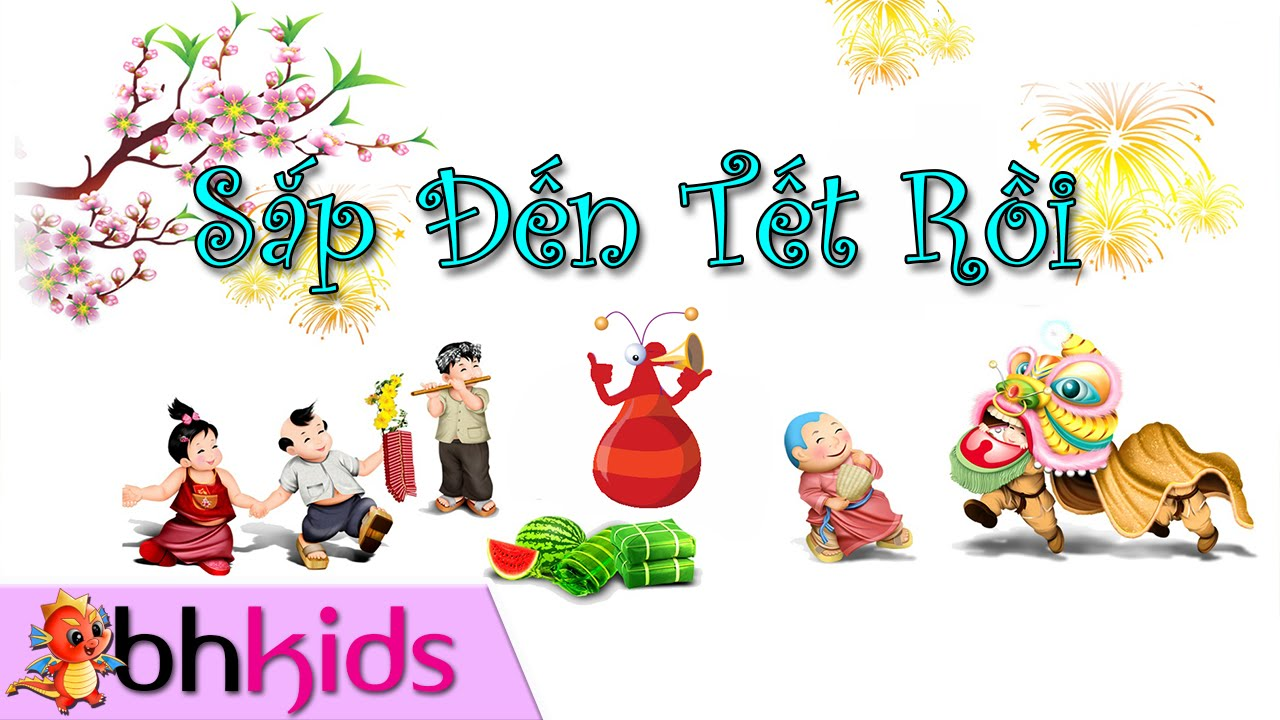 Sắp Đến Tết Rồi
bhkids